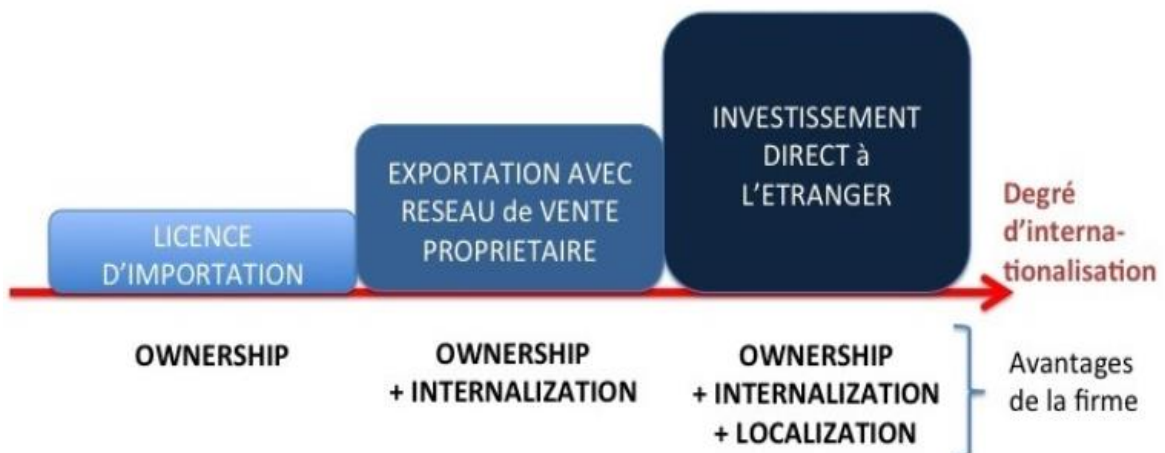 LICENCE
D'IMPORTATION
EXPORTATION AVEC
RESEAU de VENTE
PROPRIETAIRE
INVESTISSEMENT
DIRECT à
L'ETRANGER
Degré
d'interna-
tionalisation
OWNERSHIP
OWNERSHIP
+ INTERNALIZATION
OWNERSHIP
+ INTERNALIZATION
+ LOCALIZATION
Avantages
de la firme